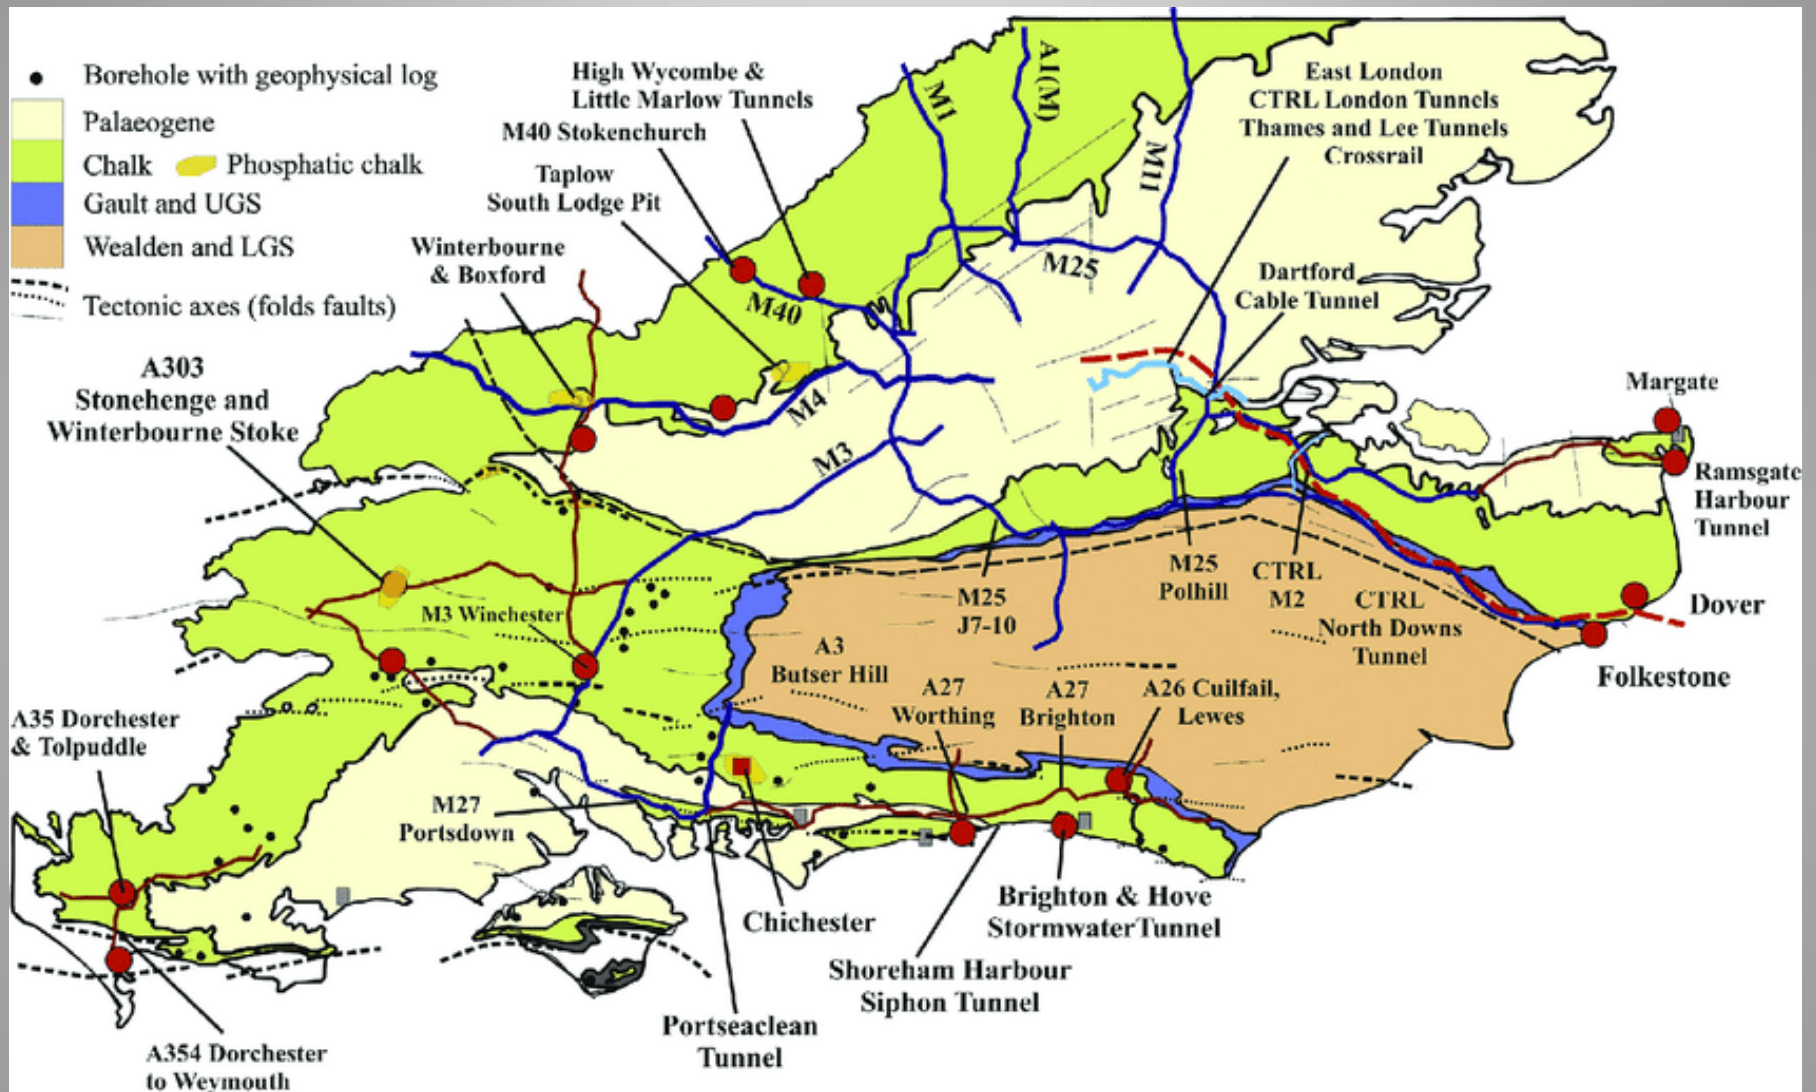 Borehole with geophysical log
Palaeogene
Chalk
Phosphatic chalk
Gault and UGS
Wealden and LGS
Tectonic axes (folds faults)
High Wycombe &
Little Marlow Tunnels
M40 Stokenchurch
Taplow
South Lodge Pit
Winterbourne
& Boxford
A303
Stonehenge and
Winterbourne Stoke
M1
A1(M)
M11
East London
CTRL London Tunnels
Thames and Lee Tunnels
Crossrail
M25
Dartford
Cable Tunnel
M40
M4
M3
Margate
Ramsgate
Harbour
Tunnel
M25
Polhill
CTRL
M2
CTRL
North Downs
Tunnel
Dover
Folkestone
M25
J7-10
M3 Winchester
A3
Butser Hill
A27
Worthing
A27
Brighton
A26 Cuilfail,
Lewes
A35 Dorchester
& Tolpuddle
M27
Portsdown
Chichester
Brighton & Hove
StormwaterTunnel
Shoreham Harbour
Siphon Tunnel
Portseaclean
Tunnel
A354 Dorchester
to Weymouth